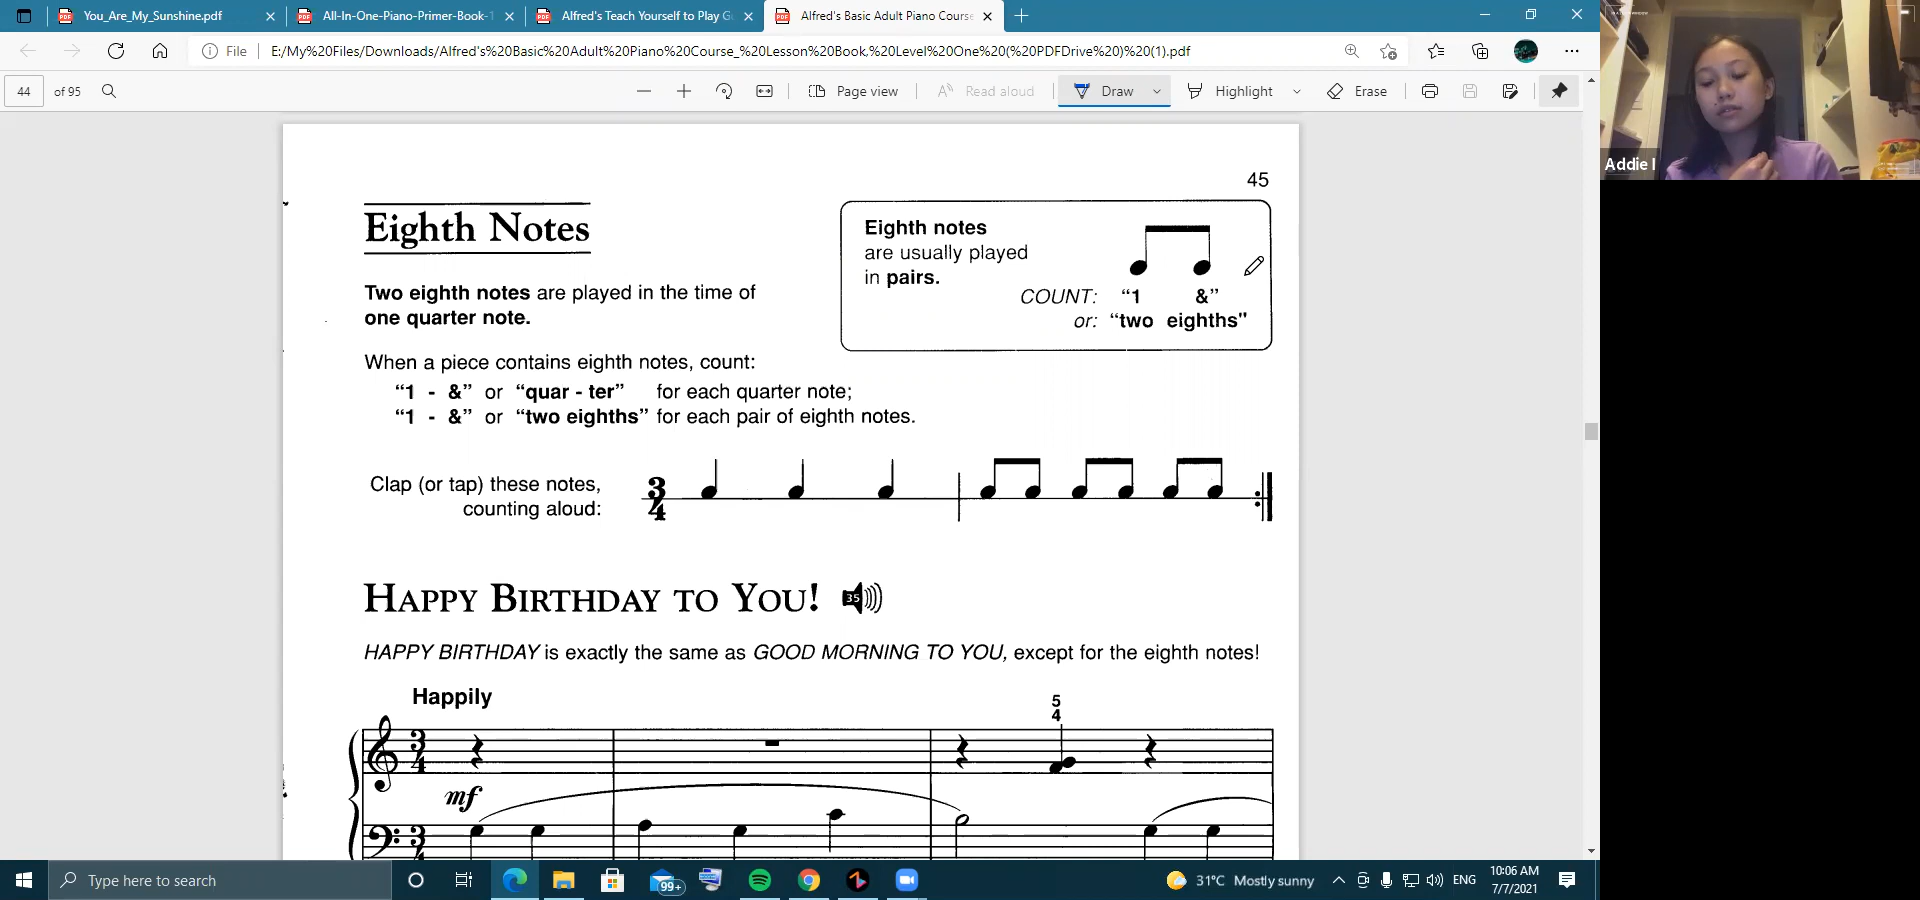 You_Are_My_Sunshine.pdf
All-In-One-Piano-Primer-Book-1
Alfred's Teach Yourself to Play G
Alfred's Basic Adult Piano Course
File
E:/My%20Files/Downloads/Alfred's%20Basic%20Adult%20Piano%20Course_%20Lesson%20Book,%20Level%20One%20(%20PDFDrive%20)%20(1).pdf
44 of 95
Page view
Read aloud
Draw
Highlight
Erase
Addie I
45
Eighth Notes
Eighth notes
are usually played
in pairs.
COUNT: “1 &”
or: “two eighths"
Two eighth notes are played in the time of
one quarter note.
When a piece contains eighth notes, count:
“1 - &” or “quar - ter” for each quarter note;
“1 - &” or “two eighths” for each pair of eighth notes.
Clap (or tap) these notes,
counting aloud:
3
4
HAPPY BIRTHDAY TO YOU! 35
HAPPY BIRTHDAY is exactly the same as GOOD MORNING TO YOU, except for the eighth notes!
Happily
5
4
3
4
mf
3
Type here to search
99+
31°C Mostly sunny
ENG
10:06 AM
7/7/2021